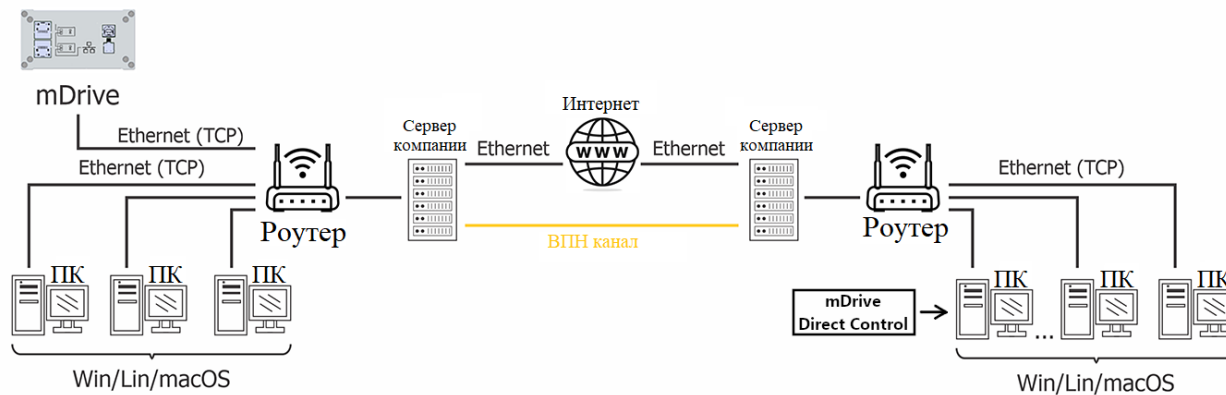 mDrive
Ethernet (TCP)
Ethernet (TCP)
Роутер
Сервер
компании
Ethernet
Интернет
www
Ethernet
ВПН канал
Сервер
компании
Роутер
Ethernet (TCP)
ПК
ПК
ПК
Win/Lin/macOS
mDrive
Direct Control
ПК
...
ПК
ПК
Win/Lin/macOS